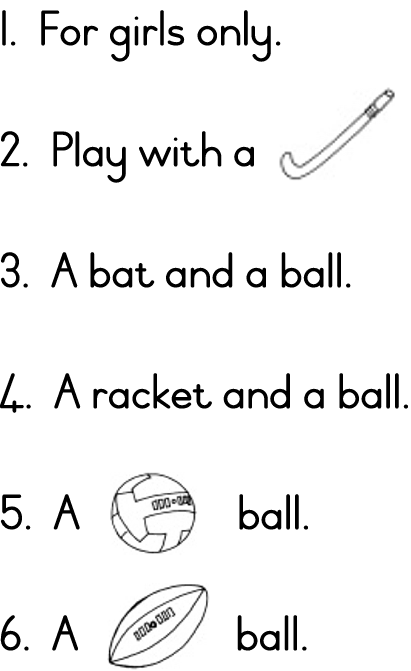 1. For girls only.
2. Play with a
3. A bat and a ball.
4. A racket and a ball.
5. A ball.
6. A ball.